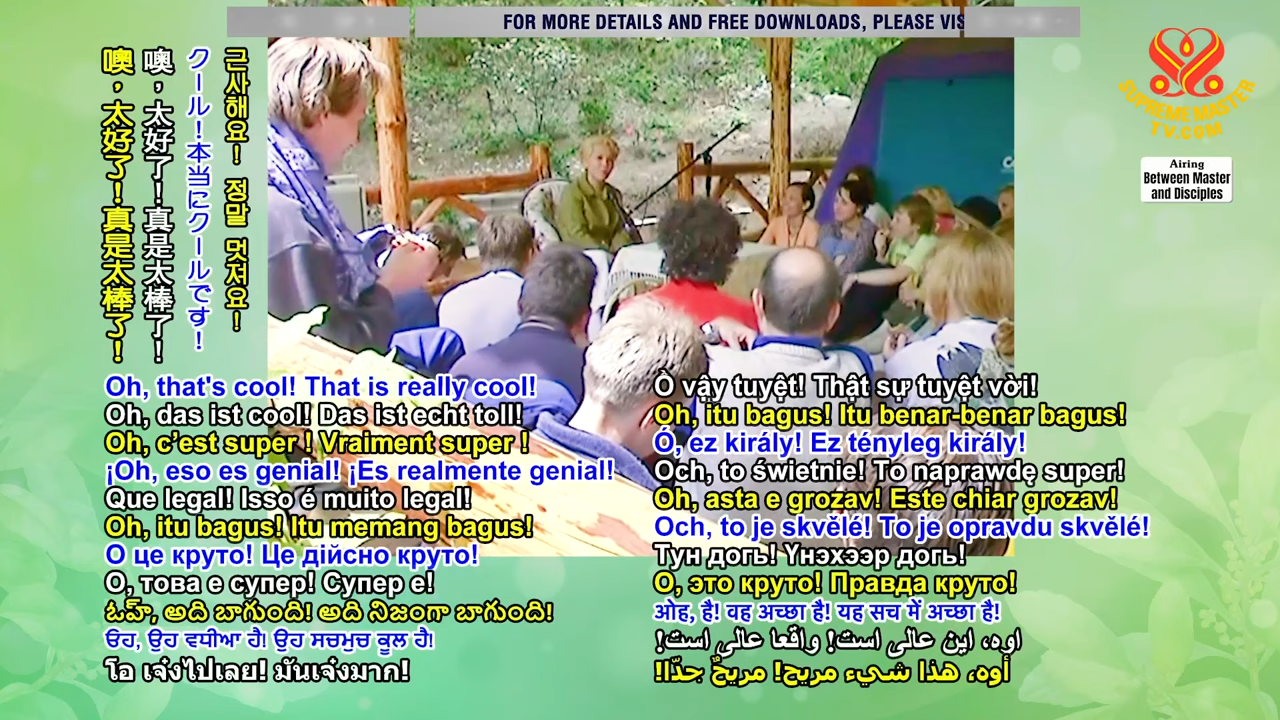 FOR MORE DETAILS AND FREE DOWNLOADS, PLEASE VIS
SUPREME MASTER
TV.COM
Airing
Between Master
and Disciples
噢，太好了！真是太棒了！
噢，太好了！真是太棒了！
クール！本当にクールです！
근사해요！ 정말 멋져요！
Oh, that's cool! That is really cool!
Oh, das ist cool! Das ist echt toll!
Oh, c’est super ! Vraiment super !
¡Oh, eso es genial! ¡Es realmente genial!
Que legal! Isso é muito legal!
Oh, itu bagus! Itu memang bagus!
О це круто! Це дійсно круто!
О, това е супер! Супер е!
ఓహ్, అది బాగుంది! అది నిజంగా బాగుంది!
ਓਹ, ਉਹ ਵਧੀਆ ਹੈ! ਉਹ ਸਚਮੁਚ ਕੂਲ ਹੈ!
โอ เจ๋งไปเลย! มันเจ๋งมาก!
Ồ vậy tuyệt! Thật sự tuyệt vời!
Oh, itu bagus! Itu benar-benar bagus!
Ó, ez király! Ez tényleg király!
Och, to świetnie! To naprawdę super!
Oh, asta e grozav! Este chiar grozav!
Och, to je skvělé! To je opravdu skvělé!
Тун догь! Үнэхээр догь!
О, это круто! Правда круто!
ओह, है! वह अच्छा है! यह सच में अच्छा है!
اوه، این عالی است! واقعا عالی است!
أوه، هذا شيء مريح! مريحٌ جدّا!